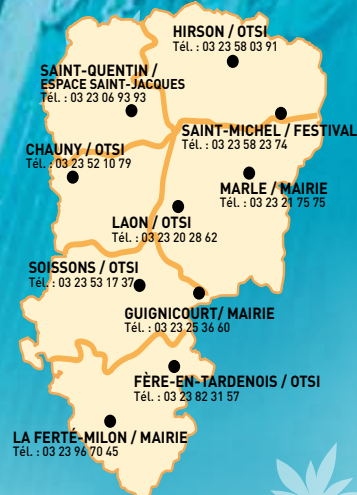 HIRSON / OTSI
Tél. : 03 23 58 03 91
SAINT-QUENTIN /
ESPACE SAINT-JACQUES
Tél. : 03 23 06 93 93
SAINT-MICHEL / FESTIVAL
Tél. : 03 23 58 23 74
CHAUNY / OTSI
Tél. : 03 23 52 10 79
MARLE / MAIRIE
Tél. : 03 23 21 75 75
LAON / OTSI
Tél. : 03 23 20 28 62
SOISSONS / OTSI
Tél. : 03 23 53 17 37
GUIGNICOURT/ MAIRIE
Tél. : 03 23 25 36 60
FÈRE-EN-TARDENOIS / OTSI
Tél. : 03 23 82 31 57
LA FERTÉ-MILON / MAIRIE
Tél. : 03 23 96 70 45